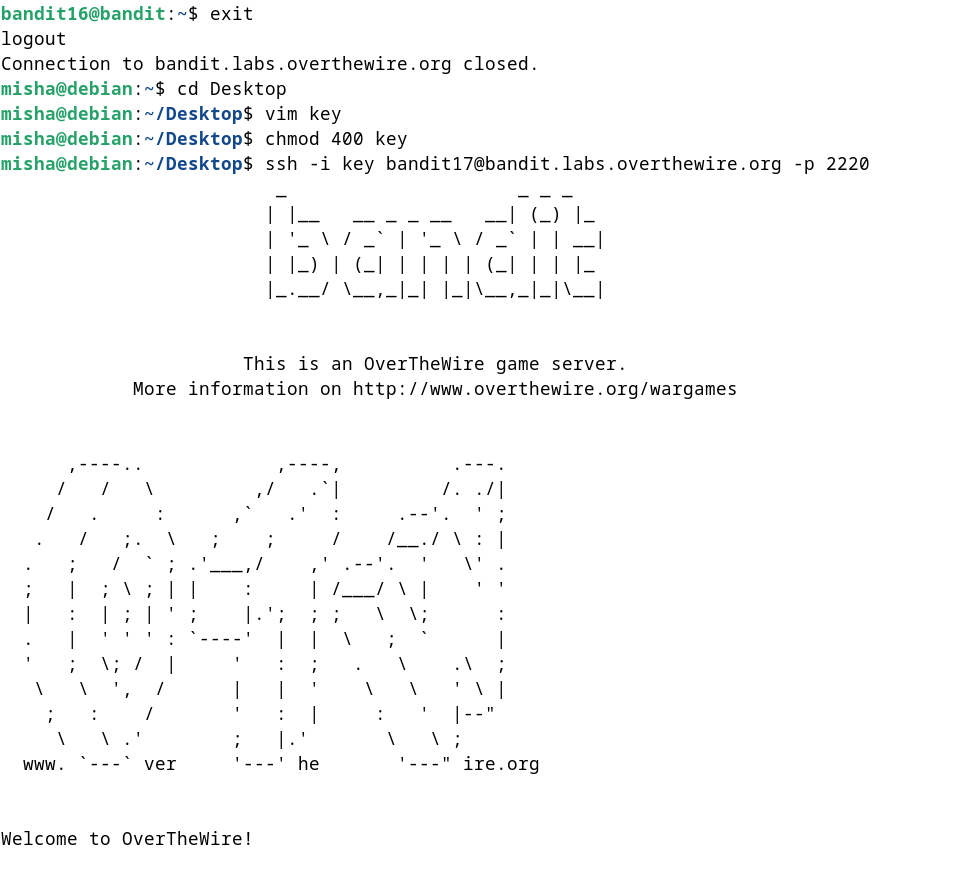 bandit16@bandit:~$ exit
logout
Connection to bandit.labs.overthewire.org closed.
misha@debian:~$ cd Desktop
misha@debian:~/Desktop$ vim key
misha@debian:~/Desktop$ chmod 400 key
misha@debian:~/Desktop$ ssh -i key bandit17@bandit.labs.overthewire.org -p 2220
                         _                     _ _ _
                        | |__   __ _ _ __   __| (_) |_
                        | '_ \ / _` | '_ \ / _` | | __|
                        | |_) | (_| | | | | (_| | | |_
                        |_.__/ \__,_|_| |_|\__,_|_|\__|
                      This is an OverTheWire game server.
            More information on http://www.overthewire.org/wargames
      ,----..            ,----,          .---.
     /   /   \         ,/   .`|         /. ./|
    /   .     :      ,`   .'  :     .--'.  ' ;
   .   /   ;.  \   ;    ;     /    /__./ \ : |
  .   ;   /  ` ; .'___,/    ,' .--'.  '   \' .
  ;   |  ; \ ; | |    :     | /___/ \ |    ' '
  |   :  | ; | ' ;    |.';  ; ;   \  \;      :
  .   |  ' ' ' : `----'  |  |  \   ;  `      |
  '   ;  \; /  |     '   :  ;   .   \    .\  ;
   \   \  ',  /      |   |  '    \   \   ' \ |
    ;   :    /       '   :  |     :   '  |--"
     \   \ .'        ;   |.'       \   \ ;
  www. `---` ver     '---' he       '---" ire.org
Welcome to OverTheWire!